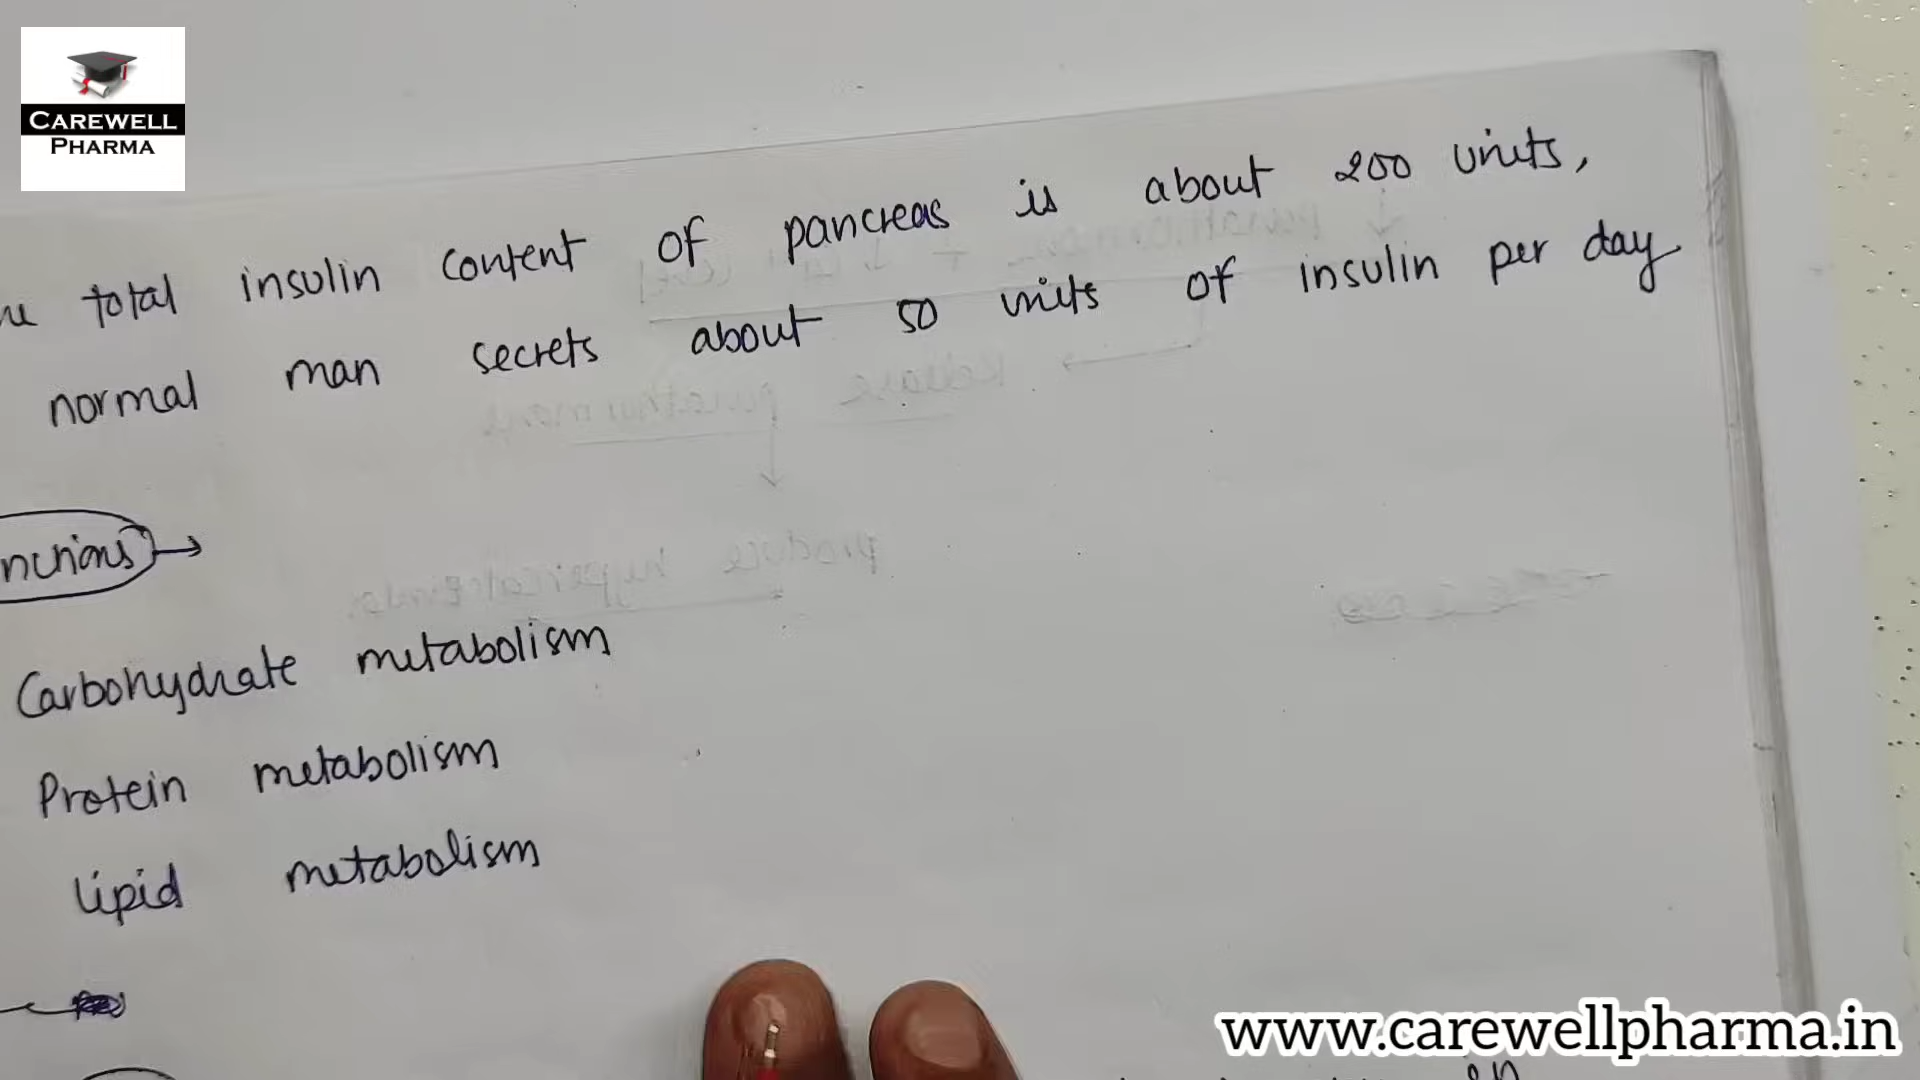 CAREWELL
PHARMA
total insulin content of pancreas is about 200 units,
normal man secrets about 50 units of insulin per day
Carbohydrate metabolism
Protein metabolism
lipid metabolism
www.carewellpharma.in